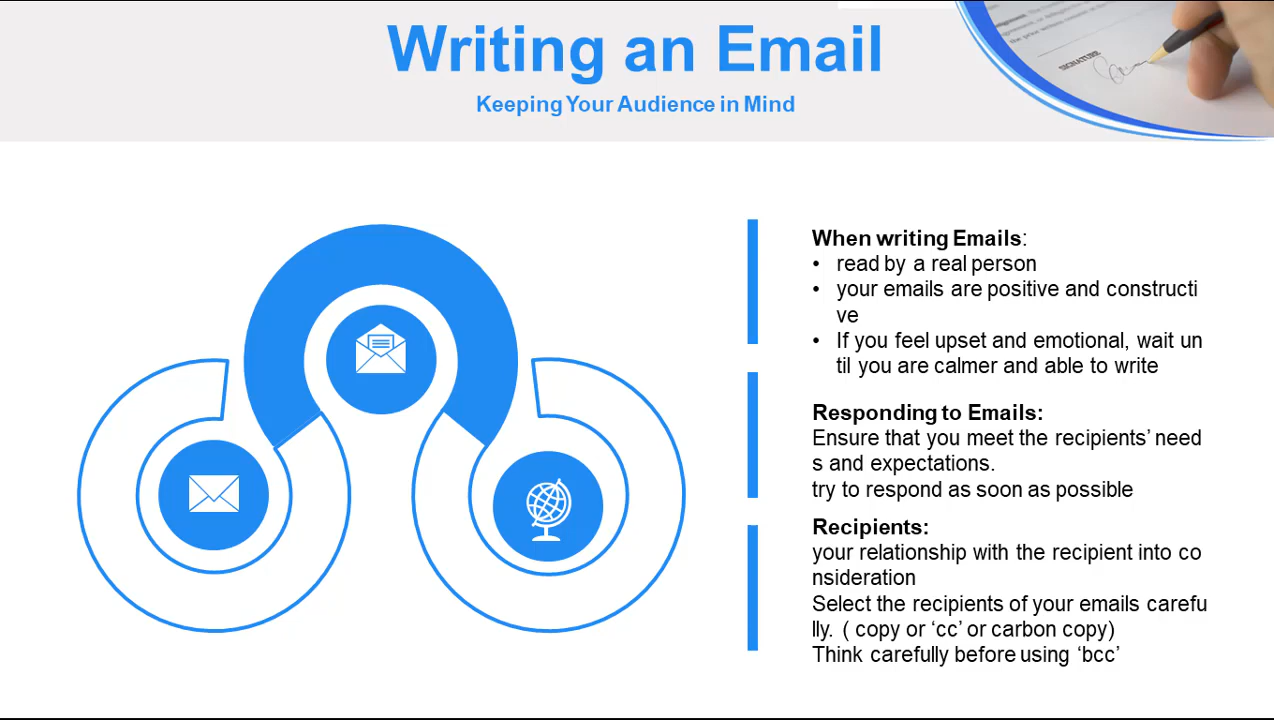 Writing an Email
Keeping Your Audience in Mind
SIGNATURE
When writing Emails:
• read by a real person
• your emails are positive and constructi
ve
• If you feel upset and emotional, wait un
til you are calmer and able to write
Responding to Emails:
Ensure that you meet the recipients’ need
s and expectations.
try to respond as soon as possible
Recipients:
your relationship with the recipient into co
nsideration
Select the recipients of your emails carefu
lly. ( copy or ‘cc’ or carbon copy)
Think carefully before using ‘bcc’